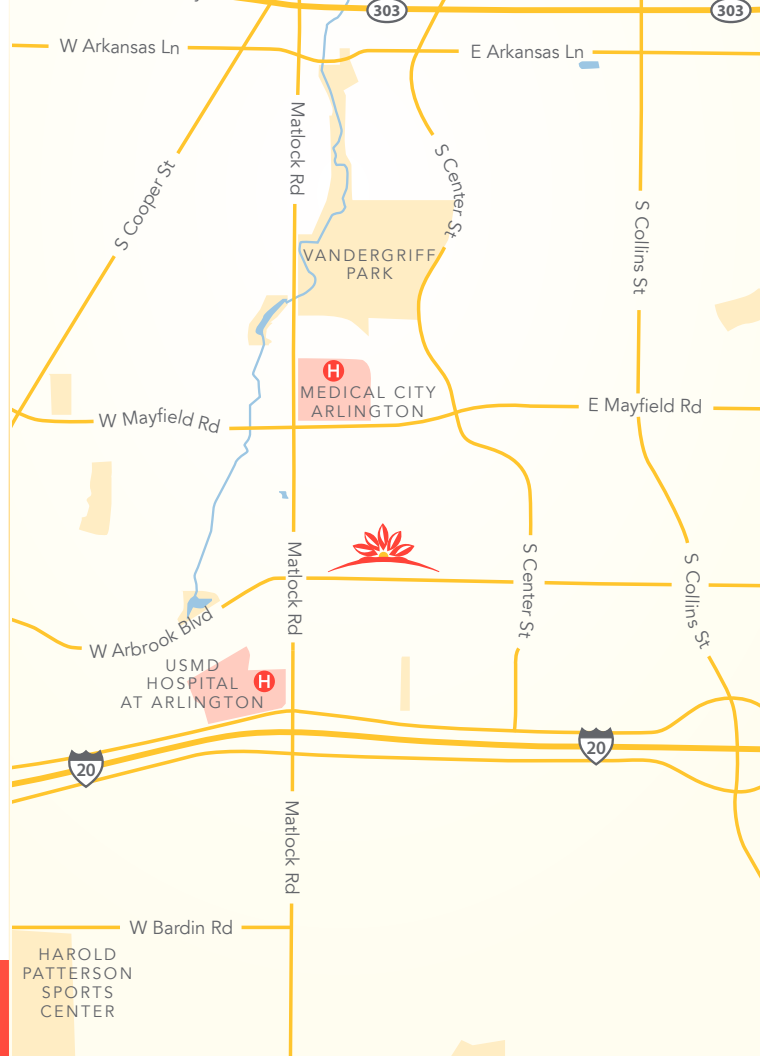 303
303
W Arkansas Ln
E Arkansas Ln
Matlock Rd
S Center St
S Cooper St
S Collins St
VANDERGRIFF
PARK
H
MEDICAL CITY
ARLINGTON
E Mayfield Rd
W Mayfield Rd
Matlock Rd
S Center St
S Collins St
W Arbrook Blvd
USMD
HOSPITAL
AT ARLINGTON
H
20
20
Matlock Rd
W Bardin Rd
HAROLD
PATTERSON
SPORTS
CENTER